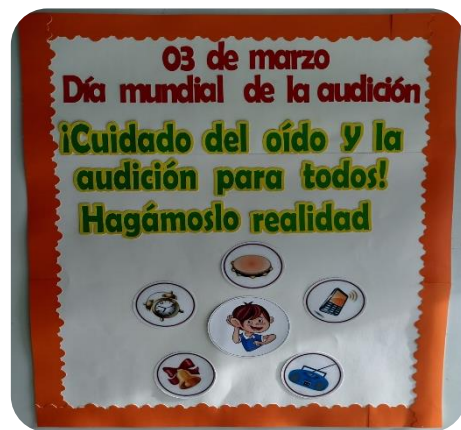 03 de marzo
Día mundial de la audición
¡Cuidado del oído y la
audición para todos!
Hagámoslo realidad